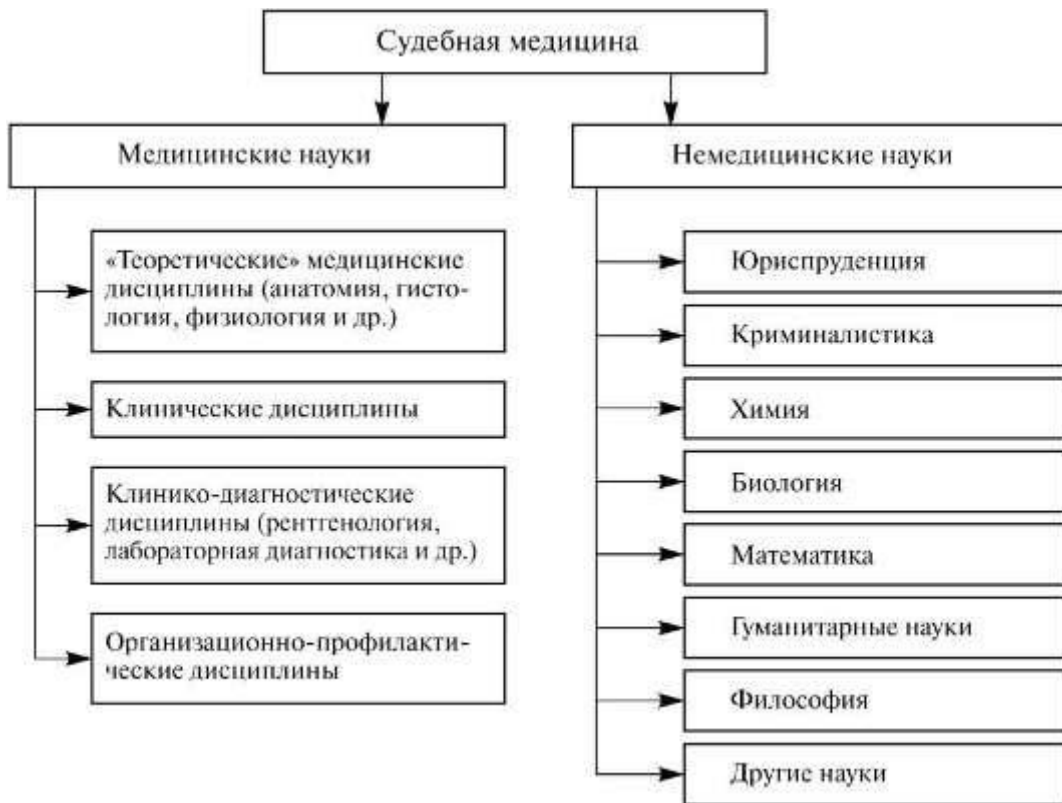 Судебная медицина
Медицинские науки
«Теоретические» медицинские
дисциплины (анатомия, гисто-
логия, физиология и др.)
Клинические дисциплины
Клинико-диагностические
дисциплины (рентгенология,
лабораторная диагностика и др.)
Организационно-профилакти-
ческие дисциплины
Немедицинские науки
Юриспруденция
Криминалистика
Химия
Биология
Математика
Гуманитарные науки
Философия
Другие науки